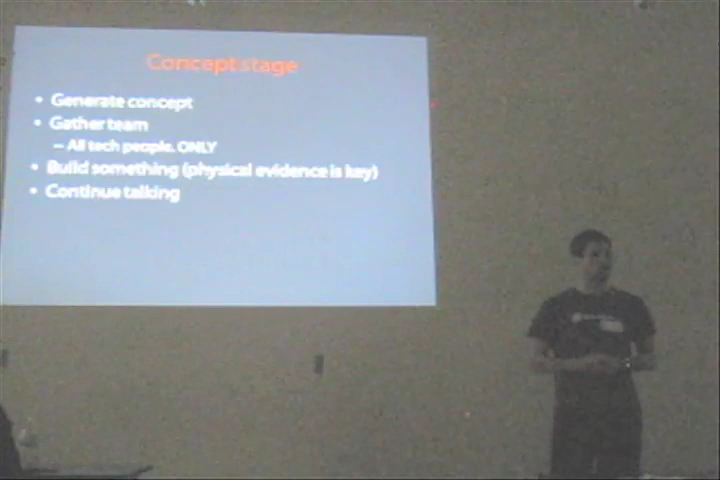 Concept stage
• Generate concept
• Gather team
– All tech people. ONLY
• Build something (physical evidence is key)
• Continue talking